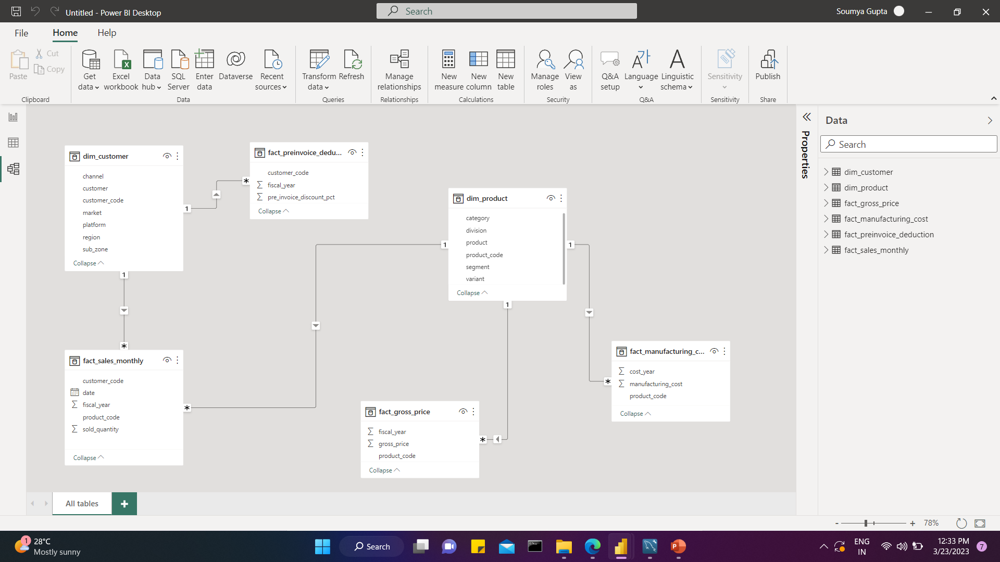 Untitled - Power BI Desktop
Search
Soumya Gupta
File
Home
Help
Paste
Cut
Copy
Clipboard
Get data
Excel workbook
Data hub
SQL Server
Enter data
Dataverse
Recent sources
Data
Transform data
Refresh
Queries
Manage relationships
Relationships
New measure
New column
New table
Calculations
Manage roles
View as
Security
Q&A setup
Language
Linguistic schema
Q&A
Sensitivity
Sensitivity
Publish
Share
dim_customer
channel
customer
customer_code
market
platform
region
sub_zone
Collapse
1
1
*
*
fact_preinvoice_dedu...
customer_code
fiscal_year
pre_invoice_discount_pct
Collapse
dim_product
category
division
product
product_code
segment
variant
Collapse
1
1
1
fact_sales_monthly
customer_code
date
fiscal_year
product_code
sold_quantity
Collapse
*
fact_gross_price
fiscal_year
gross_price
product_code
Collapse
*
fact_manufacturing_c...
cost_year
manufacturing_cost
product_code
Collapse
*
Properties
Data
Search
dim_customer
dim_product
fact_gross_price
fact_manufacturing_cost
fact_preinvoice_deduction
fact_sales_monthly
All tables
+
- + 78%
1
28°C
Mostly sunny
Search
ENG
IN
12:33 PM
3/23/2023
7